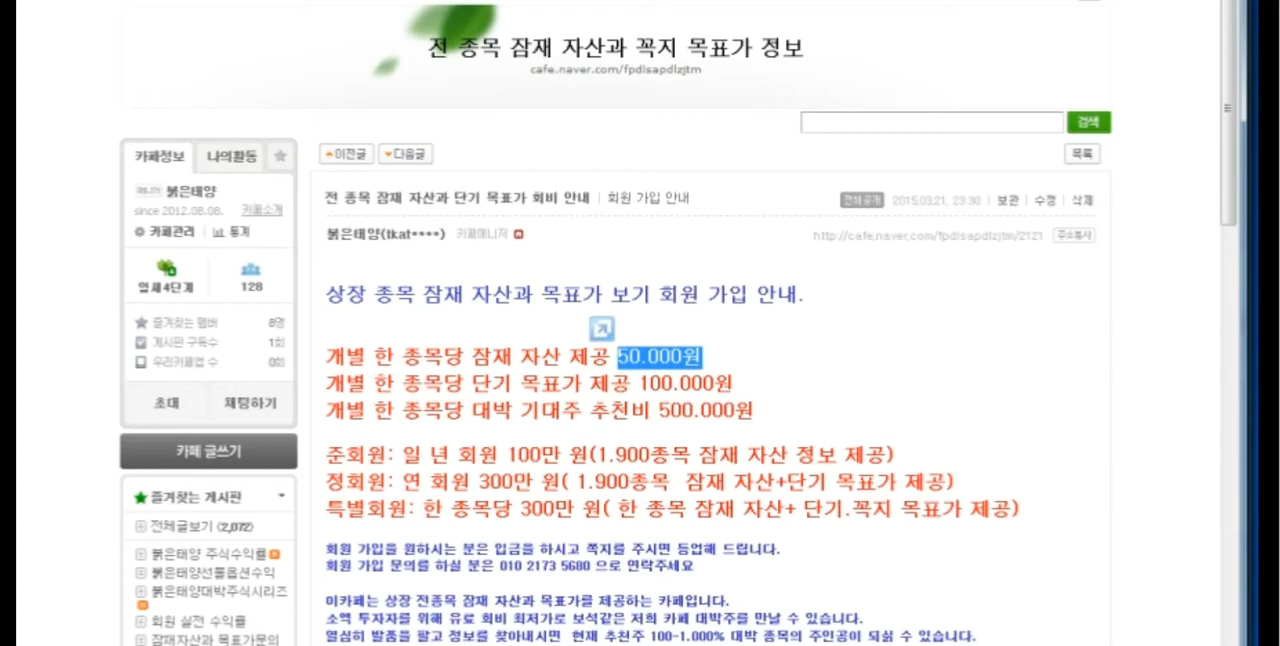 전 종목 잠재 자산과 꼭지 목표가 정보
cafe.naver.com/fpdlsapdlzjtm
검색
카페정보 나의활동
이전글 다음글 목록
붉은태양
since 2012.08.08. 카페소개
카페관리 통계
잎새4단계 128
즐겨찾는 멤버 8명
게시판 구독수 1회
우리카페앱 수 0회
초대 채팅하기
카페 글쓰기
즐겨찾는 게시판
전체글보기 (2,072)
붉은태양 주식수익률
붉은태양선물옵션수익
붉은태양대박주식시리즈
회원 실전 수익률
잠재자산과 목표가문의
전 종목 잠재 자산과 단기 목표가 회비 안내 | 회원 가입 안내
전체공개 2015.03.21. 23:30 | 보관 | 수정 | 삭제
붉은태양(tkat****) 카페매니저
http://cafe.naver.com/fpdlsapdlzjtm/2121 주소복사
상장 종목 잠재 자산과 목표가 보기 회원 가입 안내.
개별 한 종목당 잠재 자산 제공 50.000원
개별 한 종목당 단기 목표가 제공 100.000원
개별 한 종목당 대박 기대주 추천비 500.000원
준회원: 일 년 회원 100만 원(1.900종목 잠재 자산 정보 제공)
정회원: 연 회원 300만 원( 1.900종목 잠재 자산+단기 목표가 제공)
특별회원: 한 종목당 300만 원( 한 종목 잠재 자산+ 단기.꼭지 목표가 제공)
회원 가입을 원하시는 분은 입금을 하시고 쪽지를 주시면 등업해 드립니다.
회원 가입 문의를 하실 분은 010 2173 5680 으로 연락주세요
이카페는 상장 전종목 잠재 자산과 목표가를 제공하는 카페입니다.
소액 투자자를 위해 유료 회비 최저가로 보석같은 저희 카페 대박주를 만날 수 있습니다.
열심히 발품을 팔고 정보를 찾아내시면 현재 추천주 100-1.000% 대박 종목의 주인공이 되싫 수 있습니다.